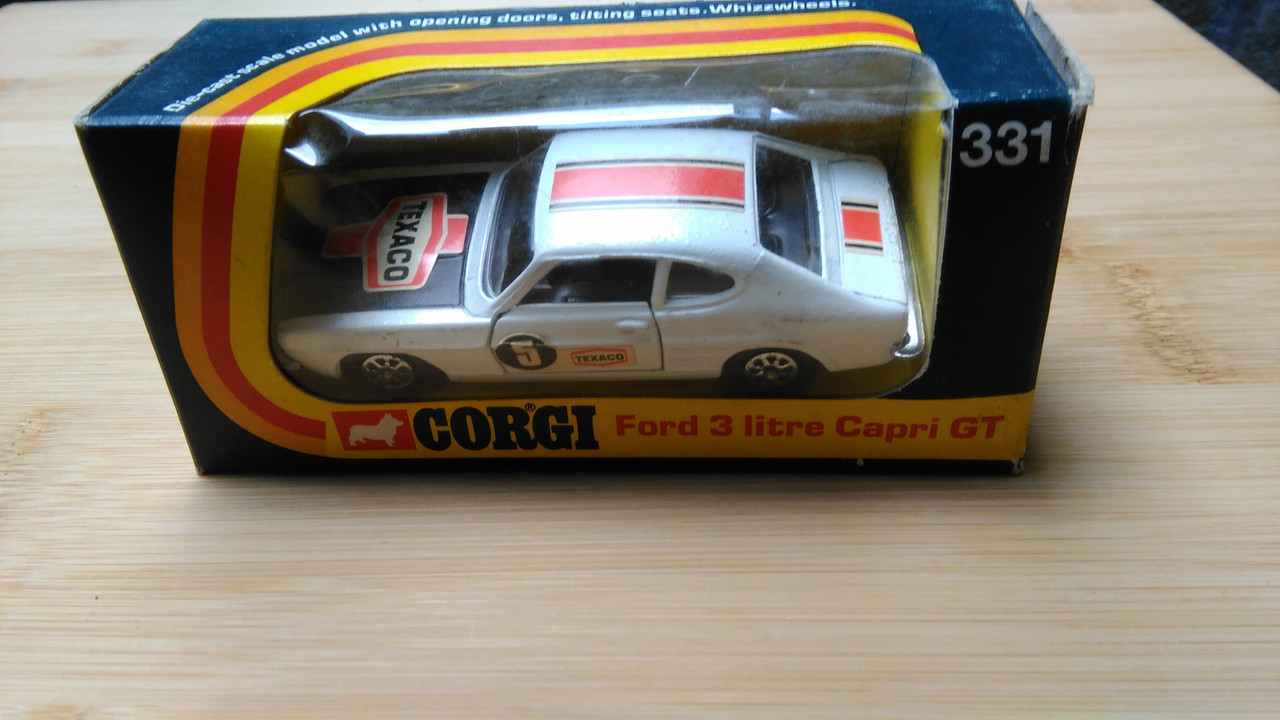 Die-cast scale model with opening doors, tilting seats. Whizzwheels.
331
TEXACO
5
TEXACO
CORGI®
Ford 3 litre Capri GT